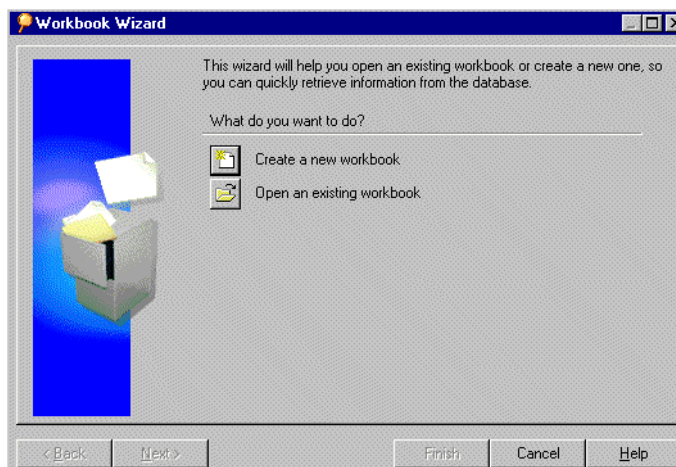 Workbook Wizard
This wizard will help you open an existing workbook or create a new one, so
you can quickly retrieve information from the database.
What do you want to do?
Create a new workbook
Open an existing workbook
< Back Next > Finish Cancel Help